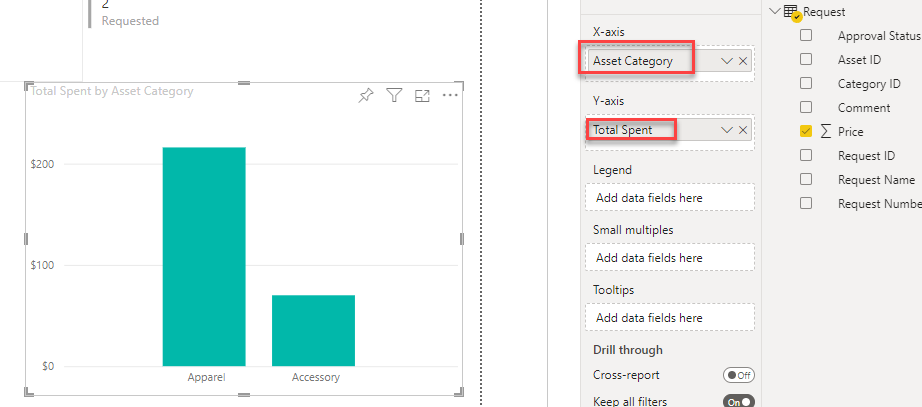 2
Requested
Total Spent by Asset Category
$200
$100
$0
Apparel
Accessory
X-axis
Asset Category
Y-axis
Total Spent
Legend
Add data fields here
Small multiples
Add data fields here
Tooltips
Add data fields here
Drill through
Cross-report
Off
Keep all filters
On
Request
Approval Status
Asset ID
Category ID
Comment
Price
Request ID
Request Name
Request Numbe